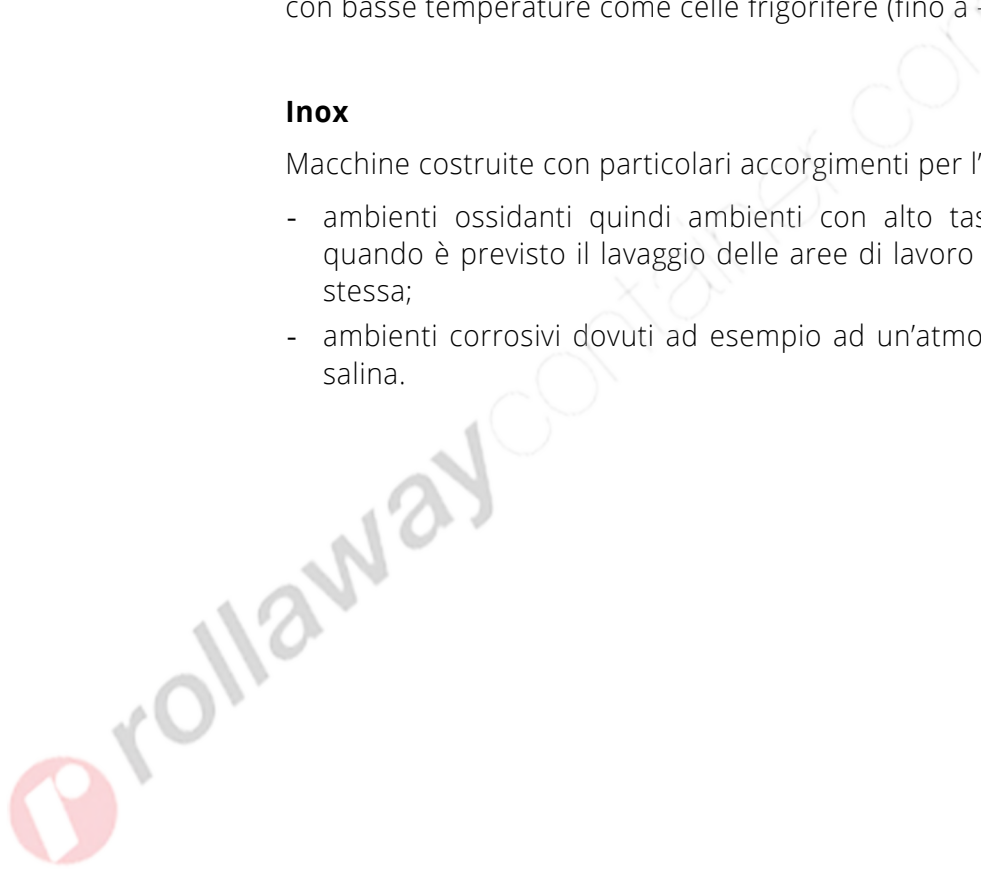 con basse temperature come celle frigorifere (fino a -
Inox
Macchine costruite con particolari accorgimenti per l'
- ambienti ossidanti quindi ambienti con alto tas
quando è previsto il lavaggio delle aree di lavoro
stessa;
- ambienti corrosivi dovuti ad esempio ad un'atmo
salina.
rollawaycontainer.com